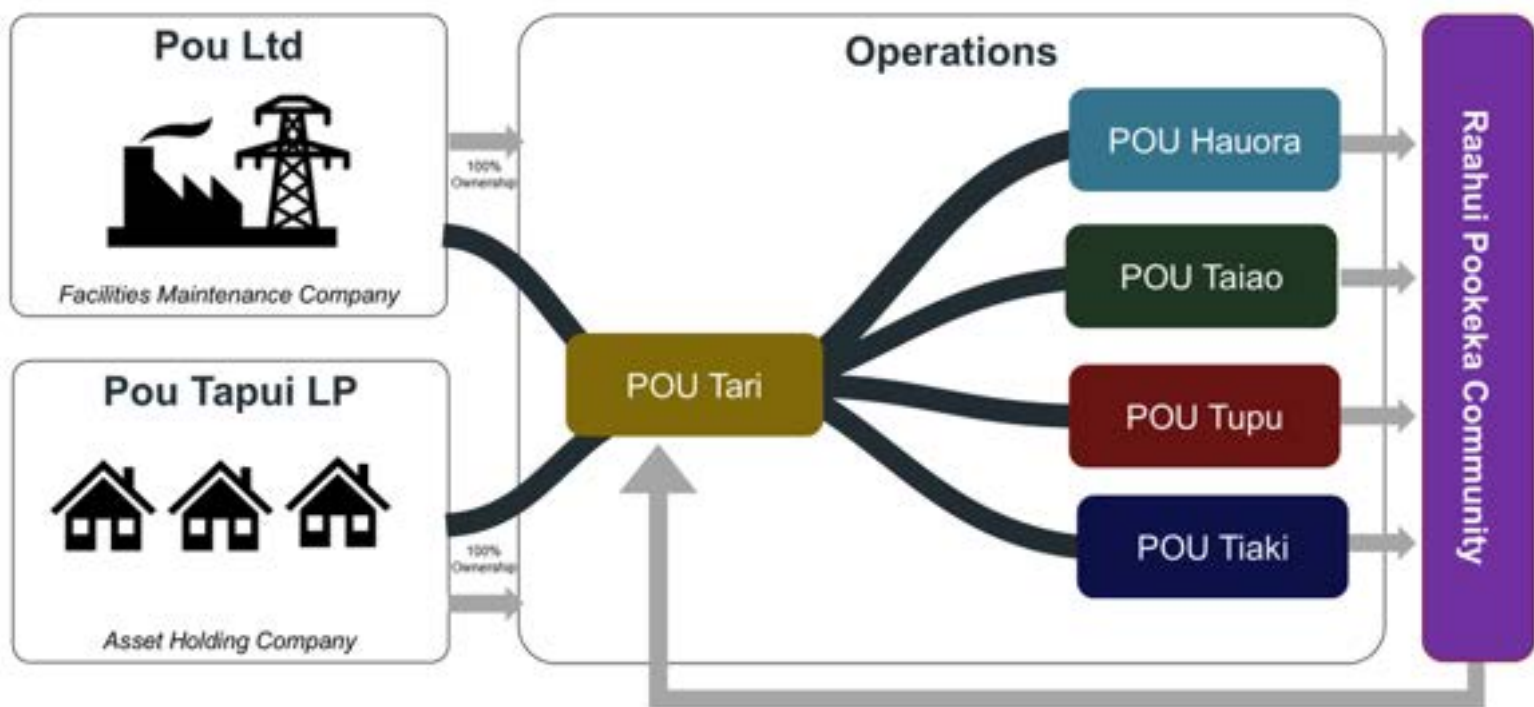 Pou Ltd
100%
Ownership
Facilities Maintenance Company
Pou Tapui LP
100%
Ownership
Asset Holding Company
Operations
POU Tari
POU Hauora
POU Taiao
POU Tupu
POU Tiaki
Raahui Pookeka Community